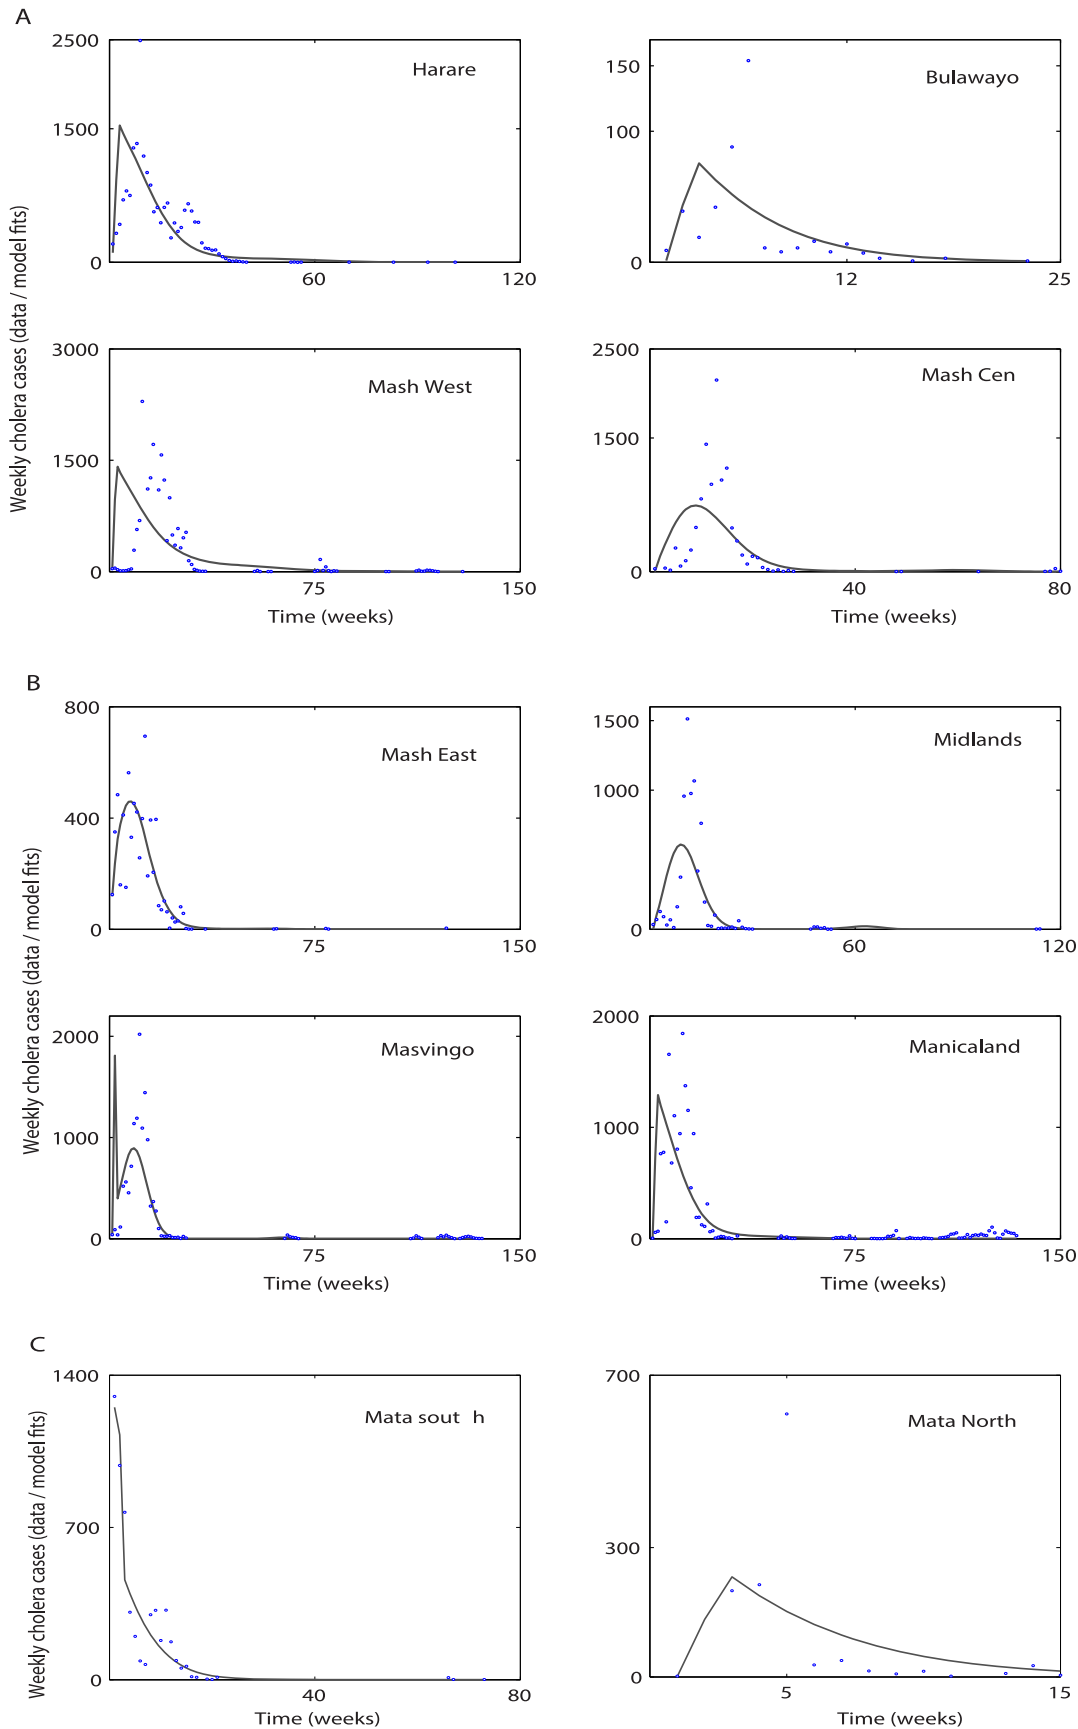 A
2500
1500
0
60
120
Harare
150
100
0
12
25
Bulawayo
Weekly cholera cases (data / model fits)
3000
1500
0
75
150
Mash West
Time (weeks)
2500
1500
0
40
80
Mash Cen
Time (weeks)
B
800
400
0
75
150
Mash East
1500
1000
0
60
120
Midlands
Weekly cholera cases (data / model fits)
2000
1000
0
75
150
Masvingo
Time (weeks)
2000
1000
0
75
150
Manicaland
Time (weeks)
C
Weekly cholera cases (data / model fits)
1400
700
0
40
80
Mata sout h
Time (weeks)
700
300
0
5
15
Mata North
Time (weeks)